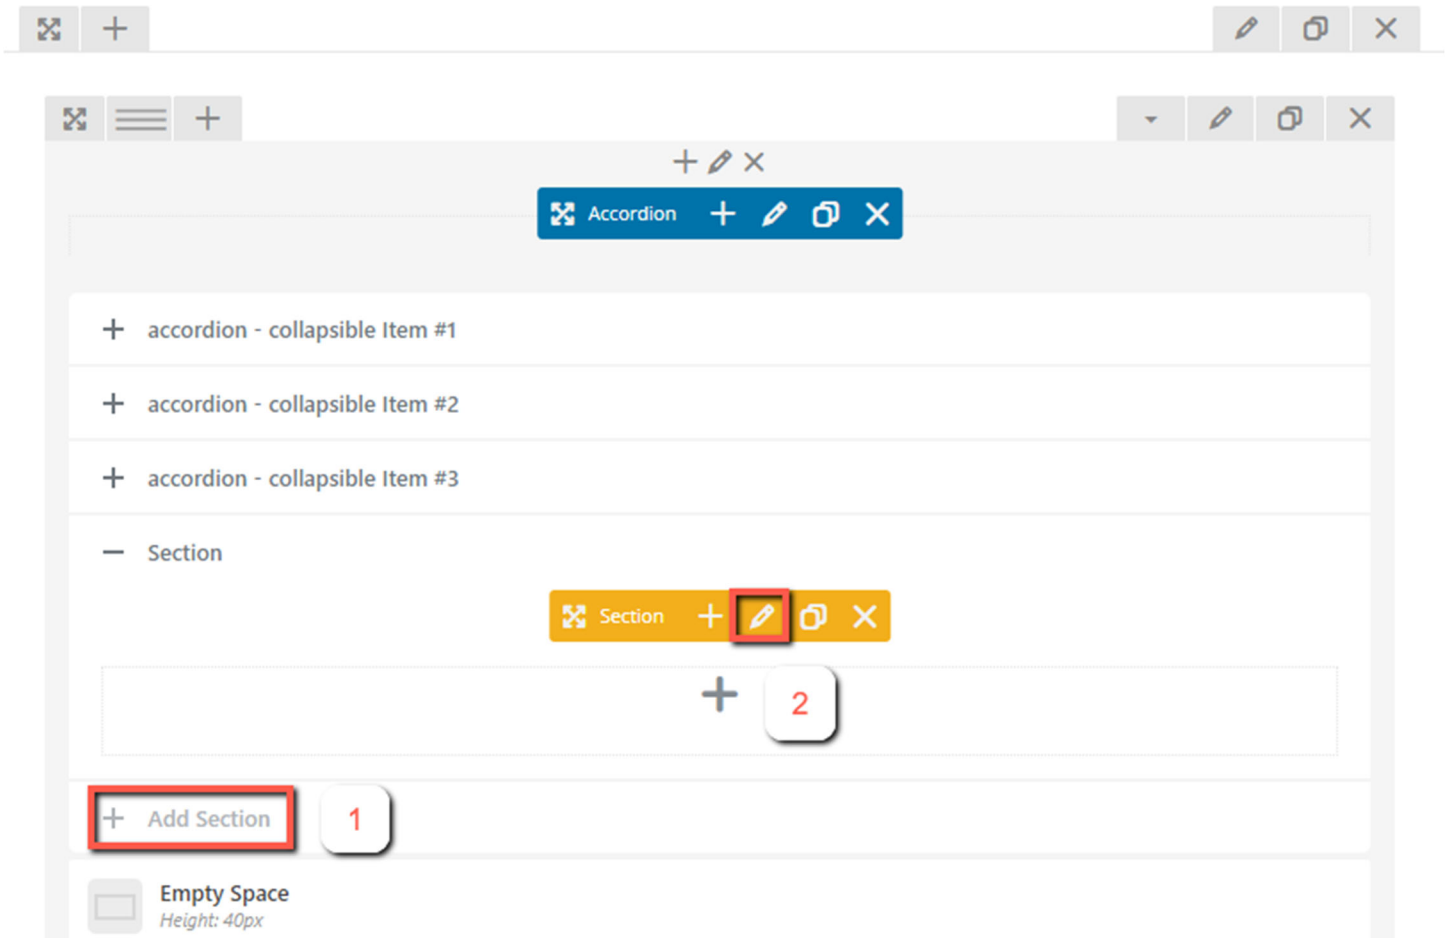 Accordion
accordion - collapsible Item #1
accordion - collapsible Item #2
accordion - collapsible Item #3
Section
Section
2
Add Section
1
Empty Space
Height: 40px